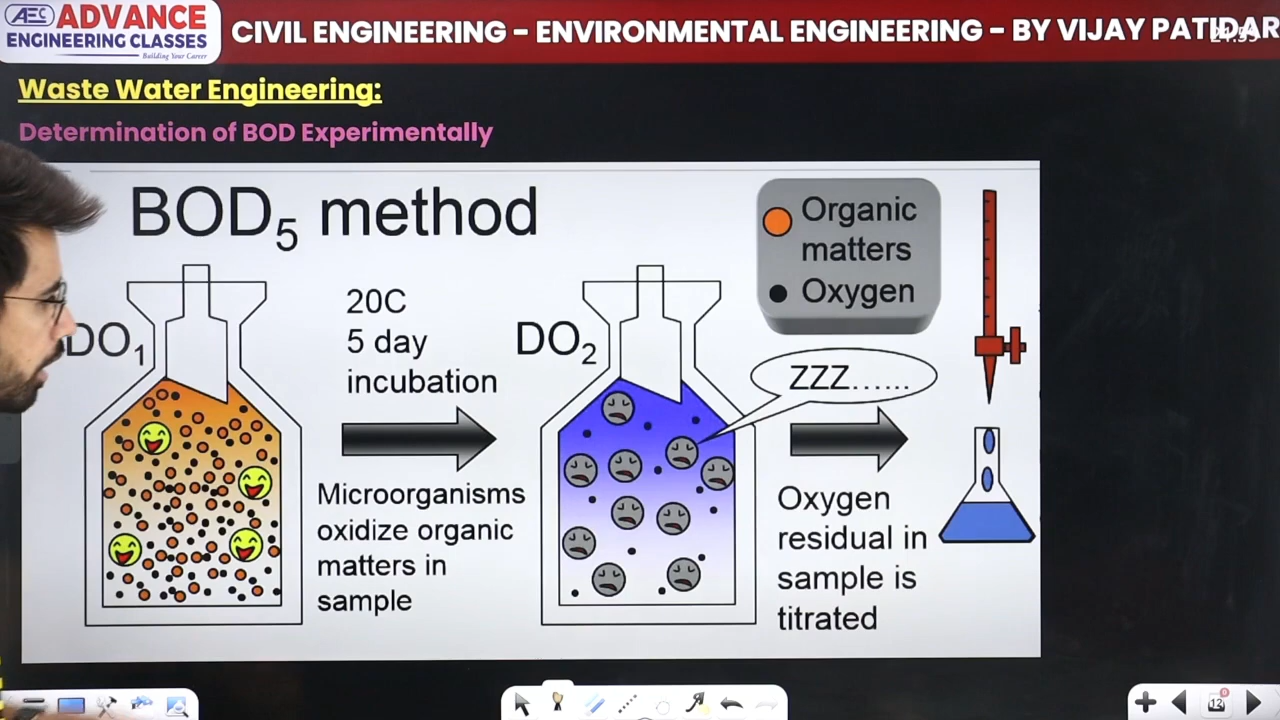 AEC ADVANCE
ENGINEERING CLASSES
Building Your Career
CIVIL ENGINEERING - ENVIRONMENTAL ENGINEERING - BY VIJAY PATIDAR
Waste Water Engineering:
Determination of BOD Experimentally
BOD5 method
Organic
matters
Oxygen
DO1
20C
5 day
incubation
DO2
ZZZ......
Microorganisms
oxidize organic
matters in
sample
Oxygen
residual in
sample is
titrated
12